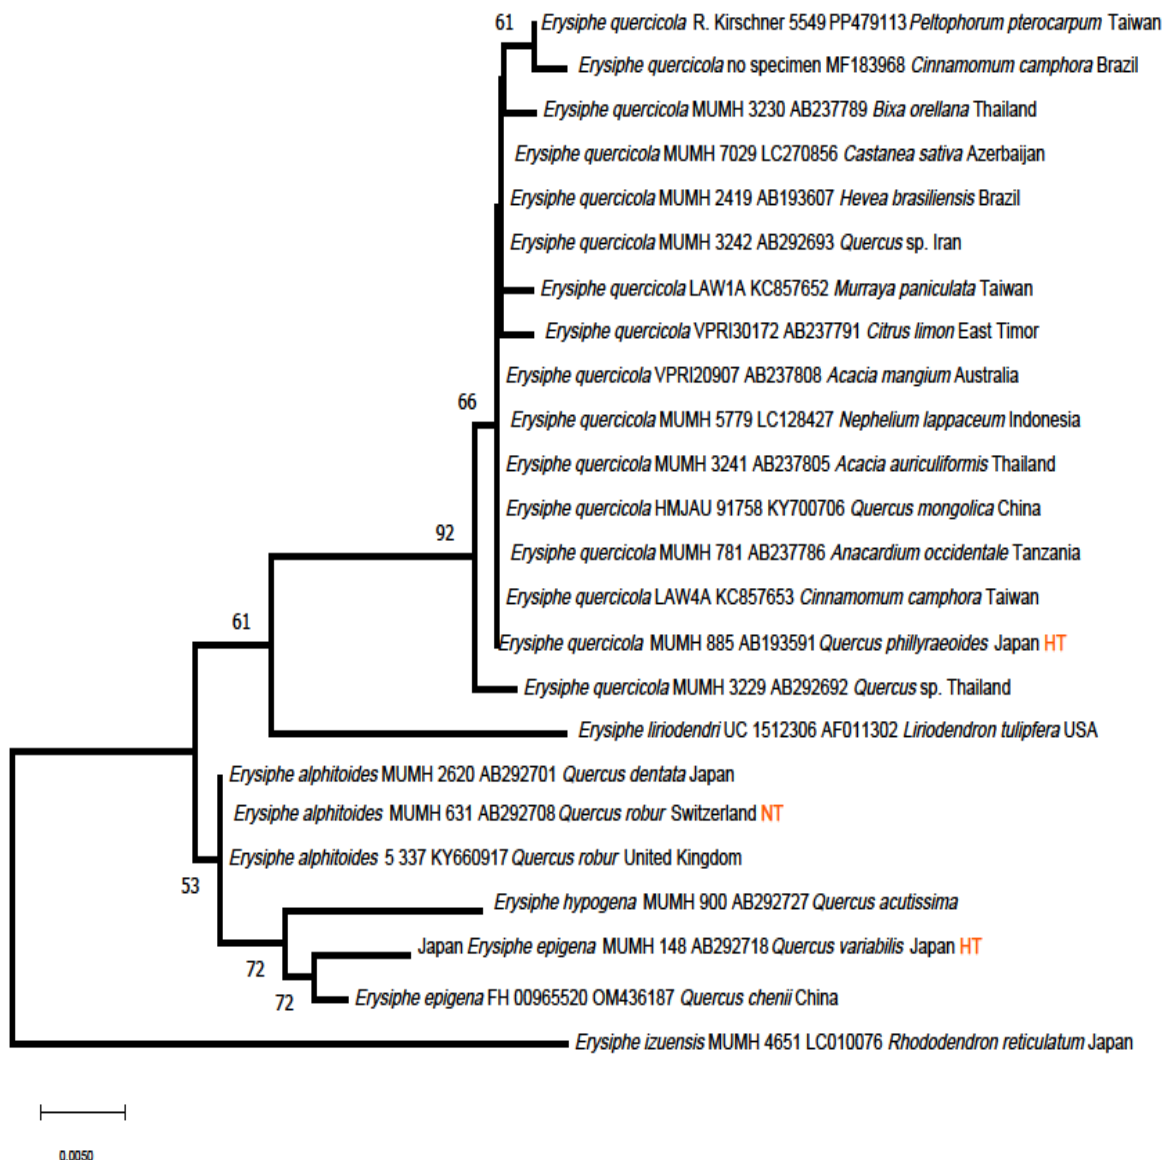 61
Erysiphe quercicola R. Kirschner 5549 PP479113 Peltophorum pterocarpum Taiwan
Erysiphe quercicola no specimen MF183968 Cinnamomum camphora Brazil
Erysiphe quercicola MUMH 3230 AB237789 Bixa orellana Thailand
Erysiphe quercicola MUMH 7029 LC270856 Castanea sativa Azerbaijan
Erysiphe quercicola MUMH 2419 AB193607 Hevea brasiliensis Brazil
Erysiphe quercicola MUMH 3242 AB292693 Quercus sp. Iran
Erysiphe quercicola LAW1A KC857652 Murraya paniculata Taiwan
Erysiphe quercicola VPRI30172 AB237791 Citrus limon East Timor
Erysiphe quercicola VPRI20907 AB237808 Acacia mangium Australia
66
Erysiphe quercicola MUMH 5779 LC128427 Nephelium lappaceum Indonesia
Erysiphe quercicola MUMH 3241 AB237805 Acacia auriculiformis Thailand
Erysiphe quercicola HMJAU 91758 KY700706 Quercus mongolica China
92
Erysiphe quercicola MUMH 781 AB237786 Anacardium occidentale Tanzania
Erysiphe quercicola LAW4A KC857653 Cinnamomum camphora Taiwan
61
Erysiphe quercicola MUMH 885 AB193591 Quercus phillyraeoides Japan HT
Erysiphe quercicola MUMH 3229 AB292692 Quercus sp. Thailand
Erysiphe liriodendri UC 1512306 AF011302 Liriodendron tulipfera USA
Erysiphe alphitoides MUMH 2620 AB292701 Quercus dentata Japan
Erysiphe alphitoides MUMH 631 AB292708 Quercus robur Switzerland NT
Erysiphe alphitoides 5 337 KY660917 Quercus robur United Kingdom
53
Erysiphe hypogena MUMH 900 AB292727 Quercus acutissima
Japan Erysiphe epigena MUMH 148 AB292718 Quercus variabilis Japan HT
72
Erysiphe epigena FH 00965520 OM436187 Quercus chenii China
72
Erysiphe izuensis MUMH 4651 LC010076 Rhododendron reticulatum Japan
0.0050